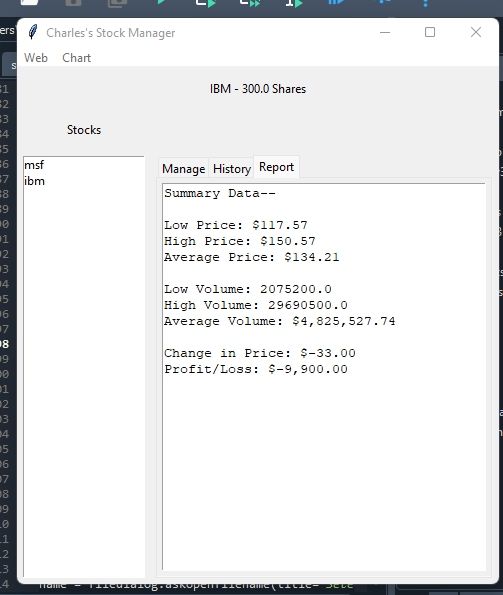 Charles's Stock Manager
Web Chart
IBM - 300.0 Shares
Stocks
msf
ibm
Manage History Report
Summary Data--
Low Price: $117.57
High Price: $150.57
Average Price: $134.21
Low Volume: 2075200.0
High Volume: 29690500.0
Average Volume: $4,825,527.74
Change in Price: $-33.00
Profit/Loss: $-9,900.00